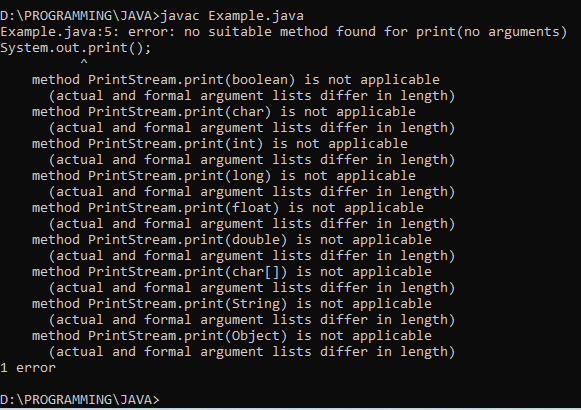 D:\PROGRAMMING\JAVA>javac Example.java
Example.java:5: error: no suitable method found for print(no arguments)
System.out.print();
          ^
    method PrintStream.print(boolean) is not applicable
      (actual and formal argument lists differ in length)
    method PrintStream.print(char) is not applicable
      (actual and formal argument lists differ in length)
    method PrintStream.print(int) is not applicable
      (actual and formal argument lists differ in length)
    method PrintStream.print(long) is not applicable
      (actual and formal argument lists differ in length)
    method PrintStream.print(float) is not applicable
      (actual and formal argument lists differ in length)
    method PrintStream.print(double) is not applicable
      (actual and formal argument lists differ in length)
    method PrintStream.print(char[]) is not applicable
      (actual and formal argument lists differ in length)
    method PrintStream.print(String) is not applicable
      (actual and formal argument lists differ in length)
    method PrintStream.print(Object) is not applicable
      (actual and formal argument lists differ in length)
1 error
D:\PROGRAMMING\JAVA>